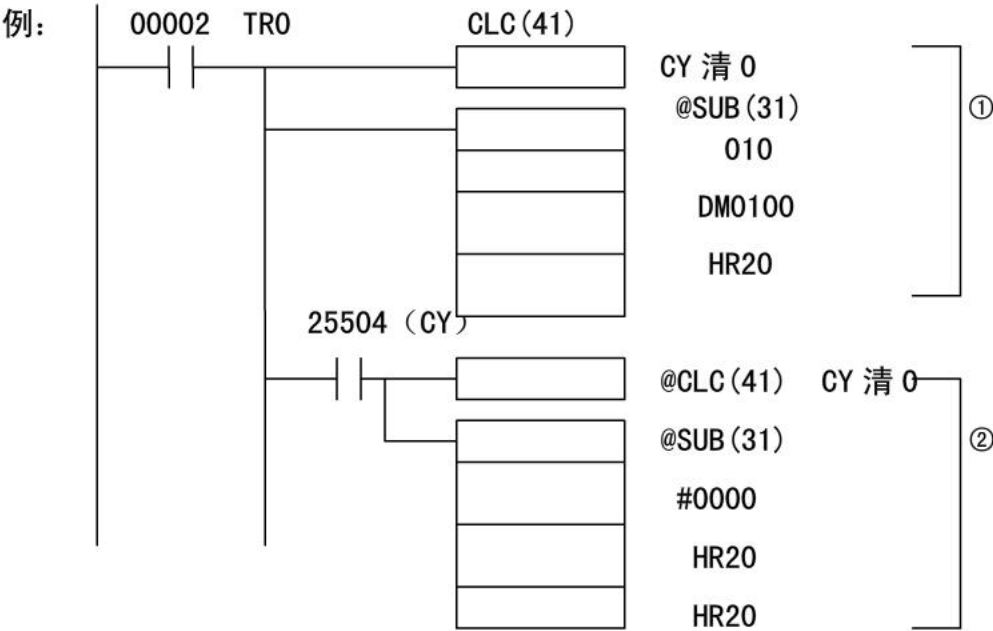 例： 00002 TR0 CLC(41)
CY 清 0
@SUB(31) ①
010
DM0100
HR20
25504（CY）
@CLC(41) CY 清 0
@SUB(31) ②
#0000
HR20
HR20